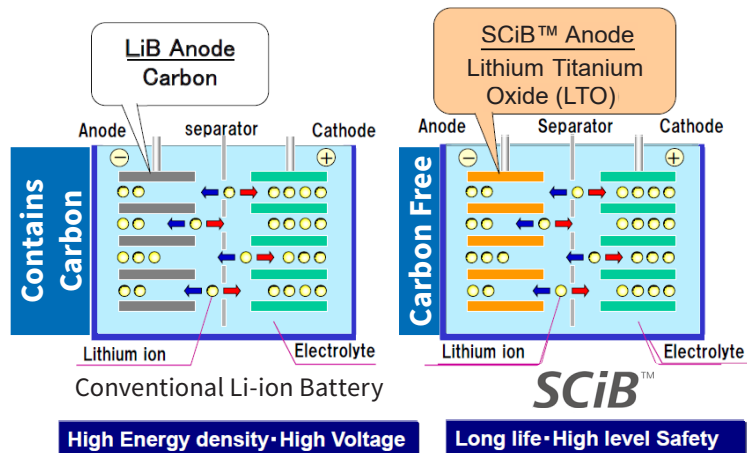 LiB Anode
Carbon
Anode
separator
Cathode
−
+
Contains
Carbon
Lithium ion
Electrolyte
Conventional Li-ion Battery
High Energy density・High Voltage
SCiB™ Anode
Lithium Titanium
Oxide (LTO)
Anode
Separator
Cathode
−
+
Carbon Free
Lithium ion
Electrolyte
SCiB™
Long life・High level Safety